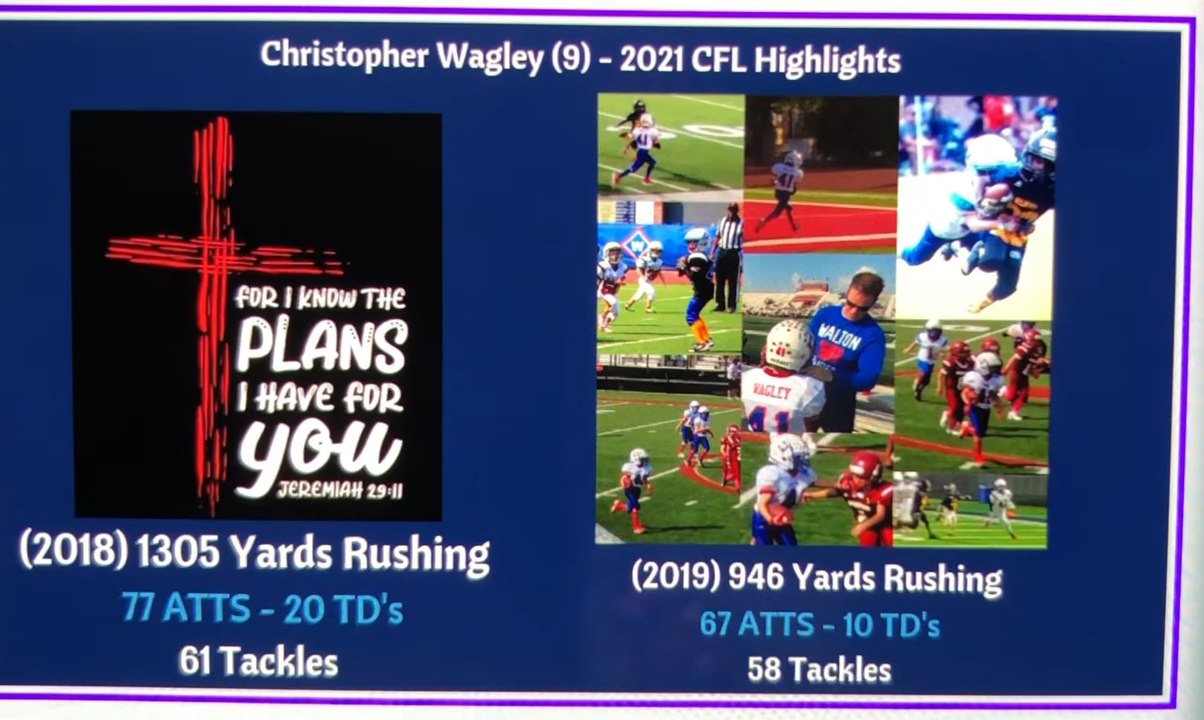 Christopher Wagley (9) - 2021 CFL Highlights
FOR I KNOW THE
PLANS
I HAVE FOR
you
JEREMIAH 29:11
W
WALTON
41
41
WAGLEY
41
(2018) 1305 Yards Rushing
77 ATTS - 20 TD's
61 Tackles
(2019) 946 Yards Rushing
67 ATTS - 10 TD's
58 Tackles